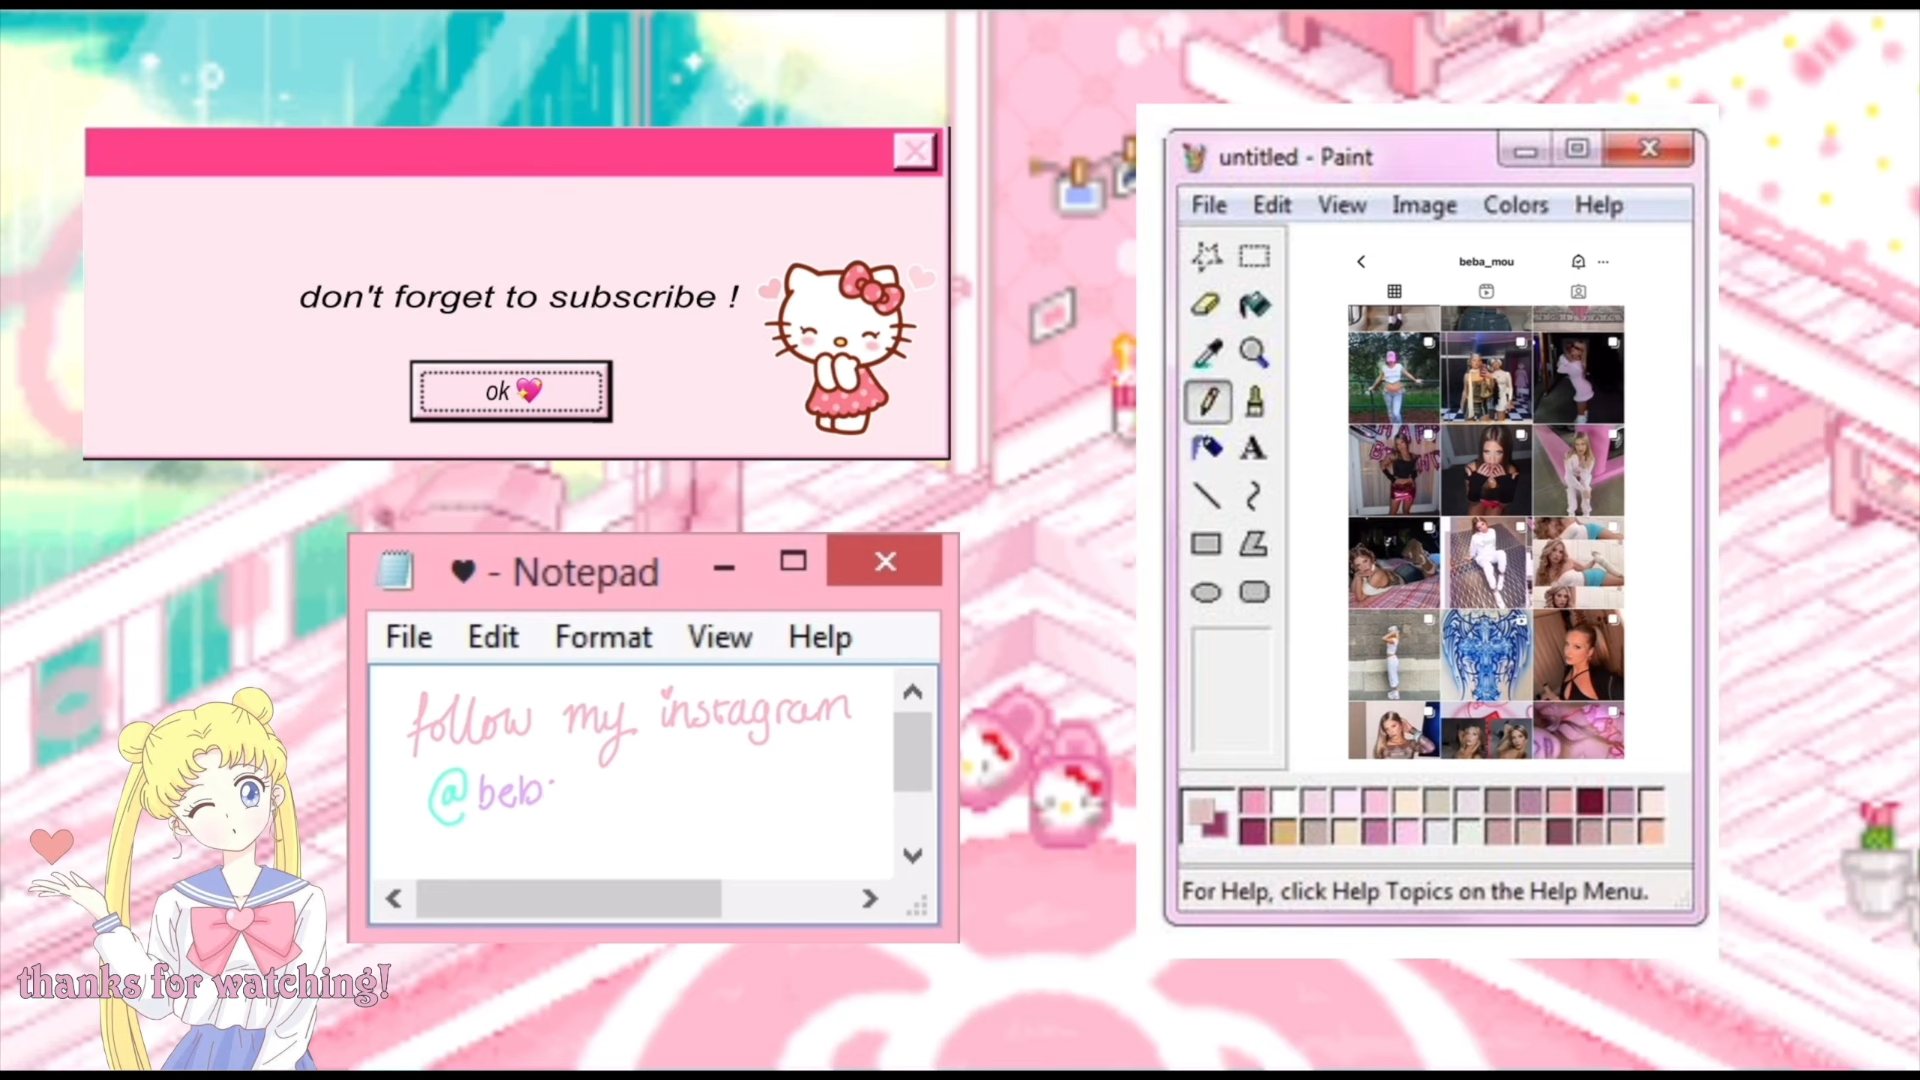 don't forget to subscribe !
ok
- Notepad
File Edit Format View Help
follow my instagram
@beb
thanks for watching!
untitled - Paint
File Edit View Image Colors Help
beba_mou
A
For Help, click Help Topics on the Help Menu.